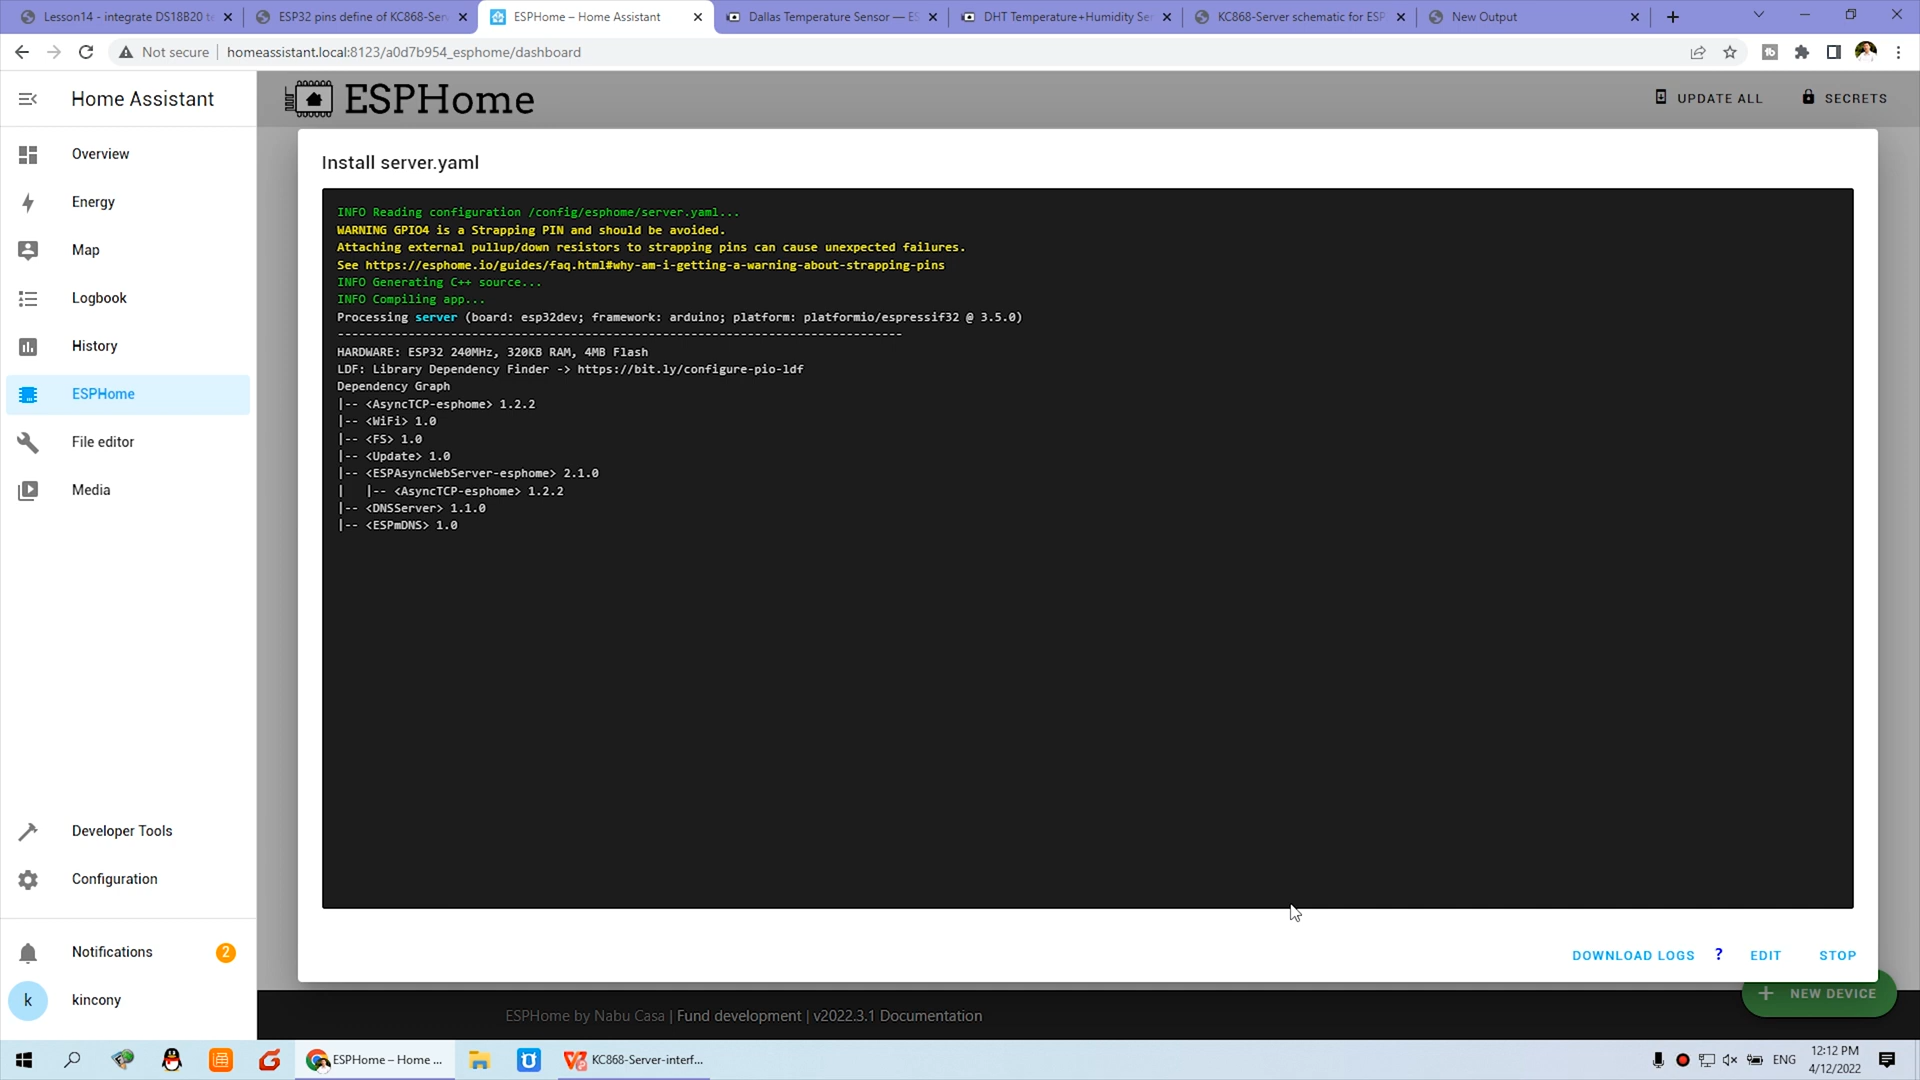 Lesson14 - integrate DS18B20 te
ESP32 pins define of KC868-Serv
ESPHome – Home Assistant
Dallas Temperature Sensor — ES
DHT Temperature+Humidity Ser
KC868-Server schematic for ESP
New Output
Not secure
homeassistant.local:8123/a0d7b954_esphome/dashboard
Home Assistant
ESPHome
UPDATE ALL
SECRETS
Overview
Energy
Map
Logbook
History
ESPHome
File editor
Media
Developer Tools
Configuration
Notifications
2
k
kincony
Install server.yaml
INFO Reading configuration /config/esphome/server.yaml...
WARNING GPIO4 is a Strapping PIN and should be avoided.
Attaching external pullup/down resistors to strapping pins can cause unexpected failures.
See https://esphome.io/guides/faq.html#why-am-i-getting-a-warning-about-strapping-pins
INFO Generating C++ source...
INFO Compiling app...
Processing server (board: esp32dev; framework: arduino; platform: platformio/espressif32 @ 3.5.0)
--------------------------------------------------------------------------------
HARDWARE: ESP32 240MHz, 320KB RAM, 4MB Flash
LDF: Library Dependency Finder -> https://bit.ly/configure-pio-ldf
Dependency Graph
|-- <AsyncTCP-esphome> 1.2.2
|-- <WiFi> 1.0
|-- <FS> 1.0
|-- <Update> 1.0
|-- <ESPAsyncWebServer-esphome> 2.1.0
|   |-- <AsyncTCP-esphome> 1.2.2
|-- <DNSServer> 1.1.0
|-- <ESPmDNS> 1.0
DOWNLOAD LOGS
?
EDIT
STOP
+ NEW DEVICE
ESPHome by Nabu Casa | Fund development | v2022.3.1 Documentation
ESPHome – Home ...
KC868-Server-interf...
ENG
12:12 PM
4/12/2022